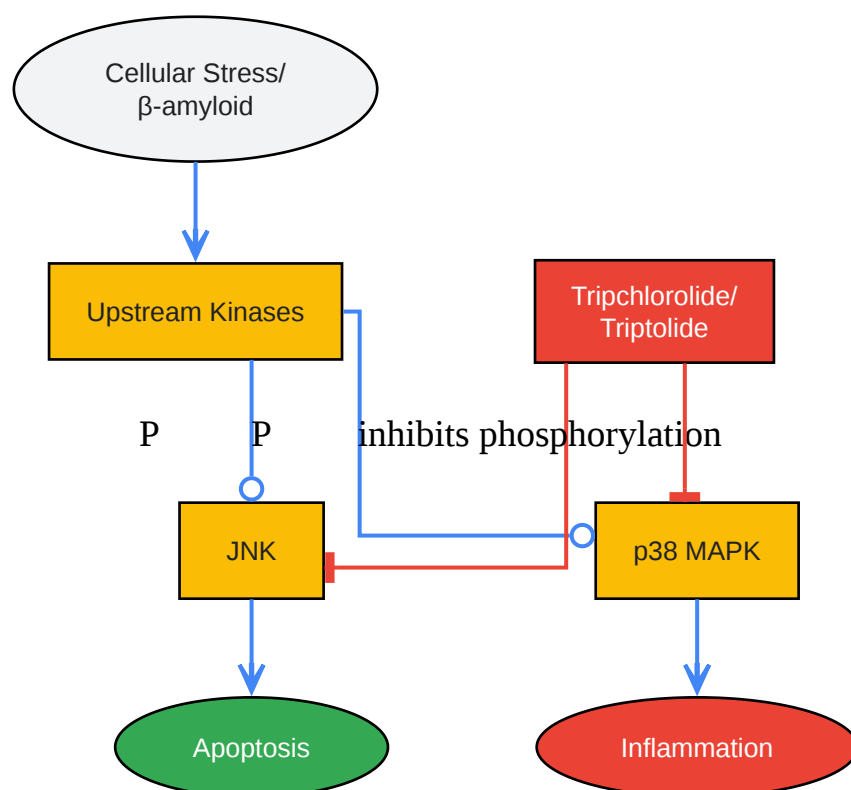 Cellular Stress/
β-amyloid
Upstream Kinases
Tripchlorolide/
Triptolide
P
P
inhibits phosphorylation
JNK
p38 MAPK
Apoptosis
Inflammation